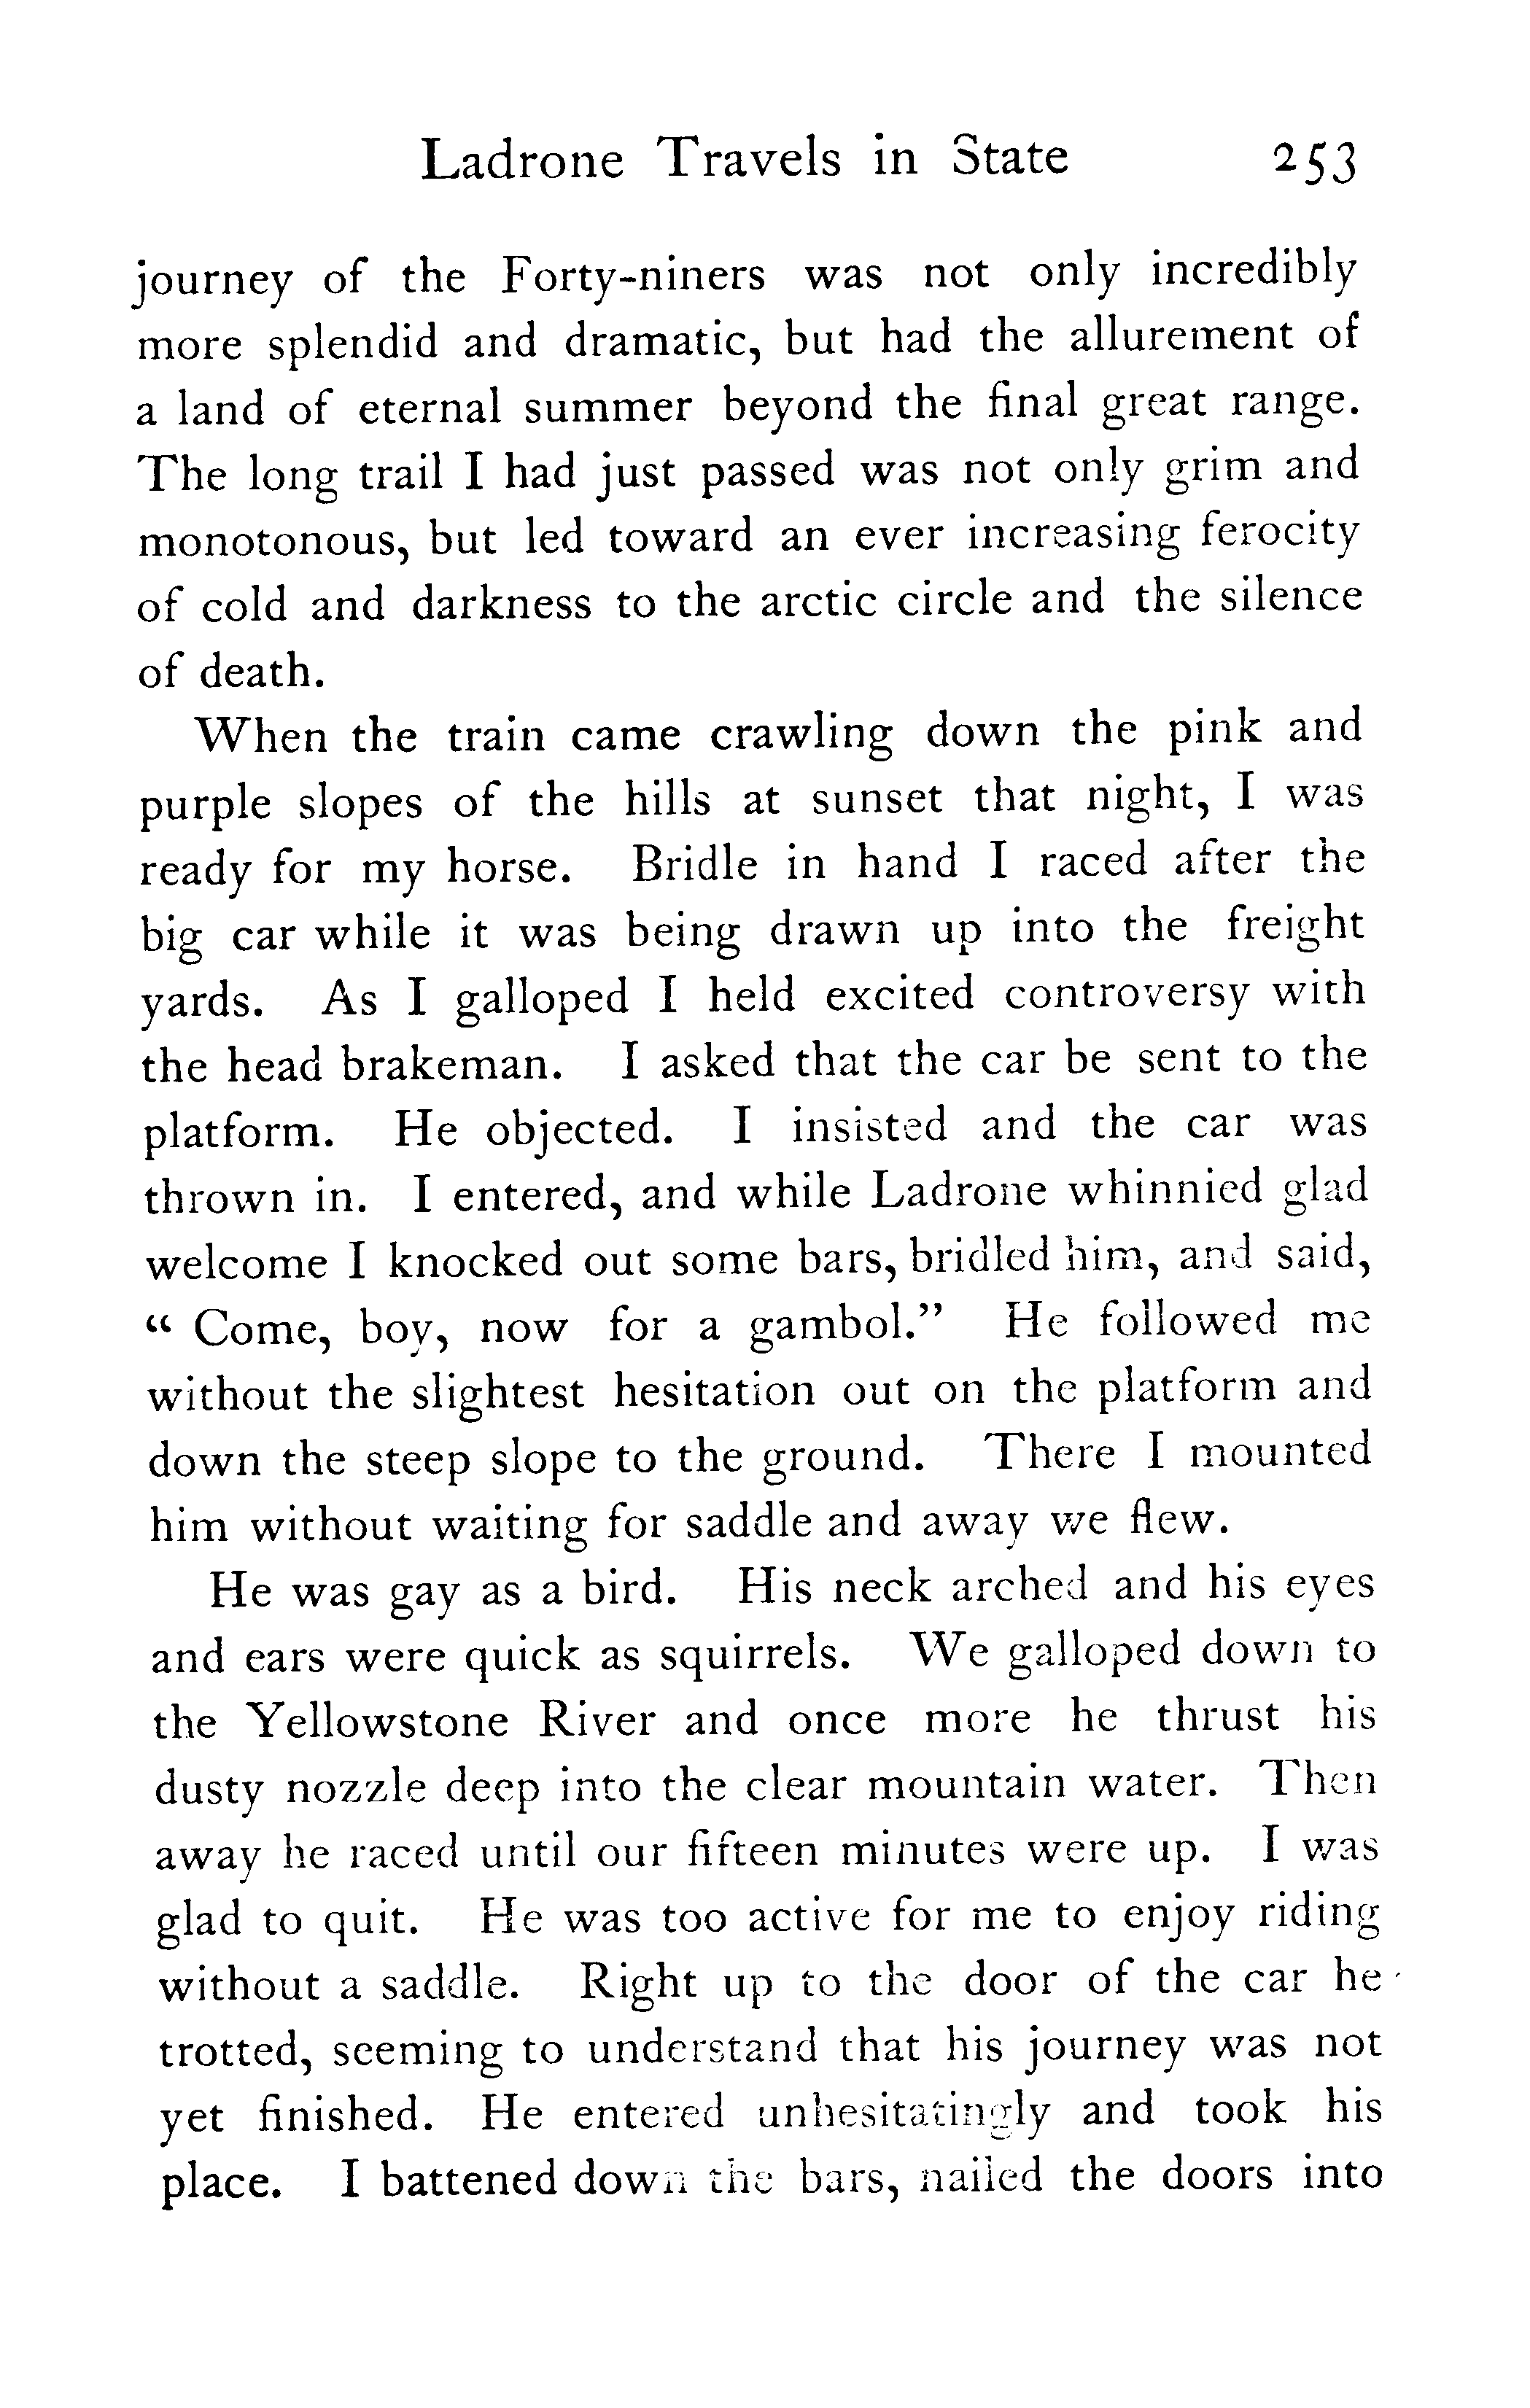 Ladrone Travels in State 253
journey of the Forty-niners was not only incredibly
more splendid and dramatic, but had the allurement of
a land of eternal summer beyond the final great range.
The long trail I had just passed was not only grim and
monotonous, but led toward an ever increasing ferocity
of cold and darkness to the arctic circle and the silence
of death.
When the train came crawling down the pink and
purple slopes of the hills at sunset that night, I was
ready for my horse. Bridle in hand I raced after the
big car while it was being drawn up into the freight
yards. As I galloped I held excited controversy with
the head brakeman. I asked that the car be sent to the
platform. He objected. I insisted and the car was
thrown in. I entered, and while Ladrone whinnied glad
welcome I knocked out some bars, bridled him, and said,
“ Come, boy, now for a gambol.” He followed me
without the slightest hesitation out on the platform and
down the steep slope to the ground. There I mounted
him without waiting for saddle and away we flew.
He was gay as a bird. His neck arched and his eyes
and ears were quick as squirrels. We galloped down to
the Yellowstone River and once more he thrust his
dusty nozzle deep into the clear mountain water. Then
away he raced until our fifteen minutes were up. I was
glad to quit. He was too active for me to enjoy riding
without a saddle. Right up to the door of the car he
trotted, seeming to understand that his journey was not
yet finished. He entered unhesitatingly and took his
place. I battened down the bars, nailed the doors into